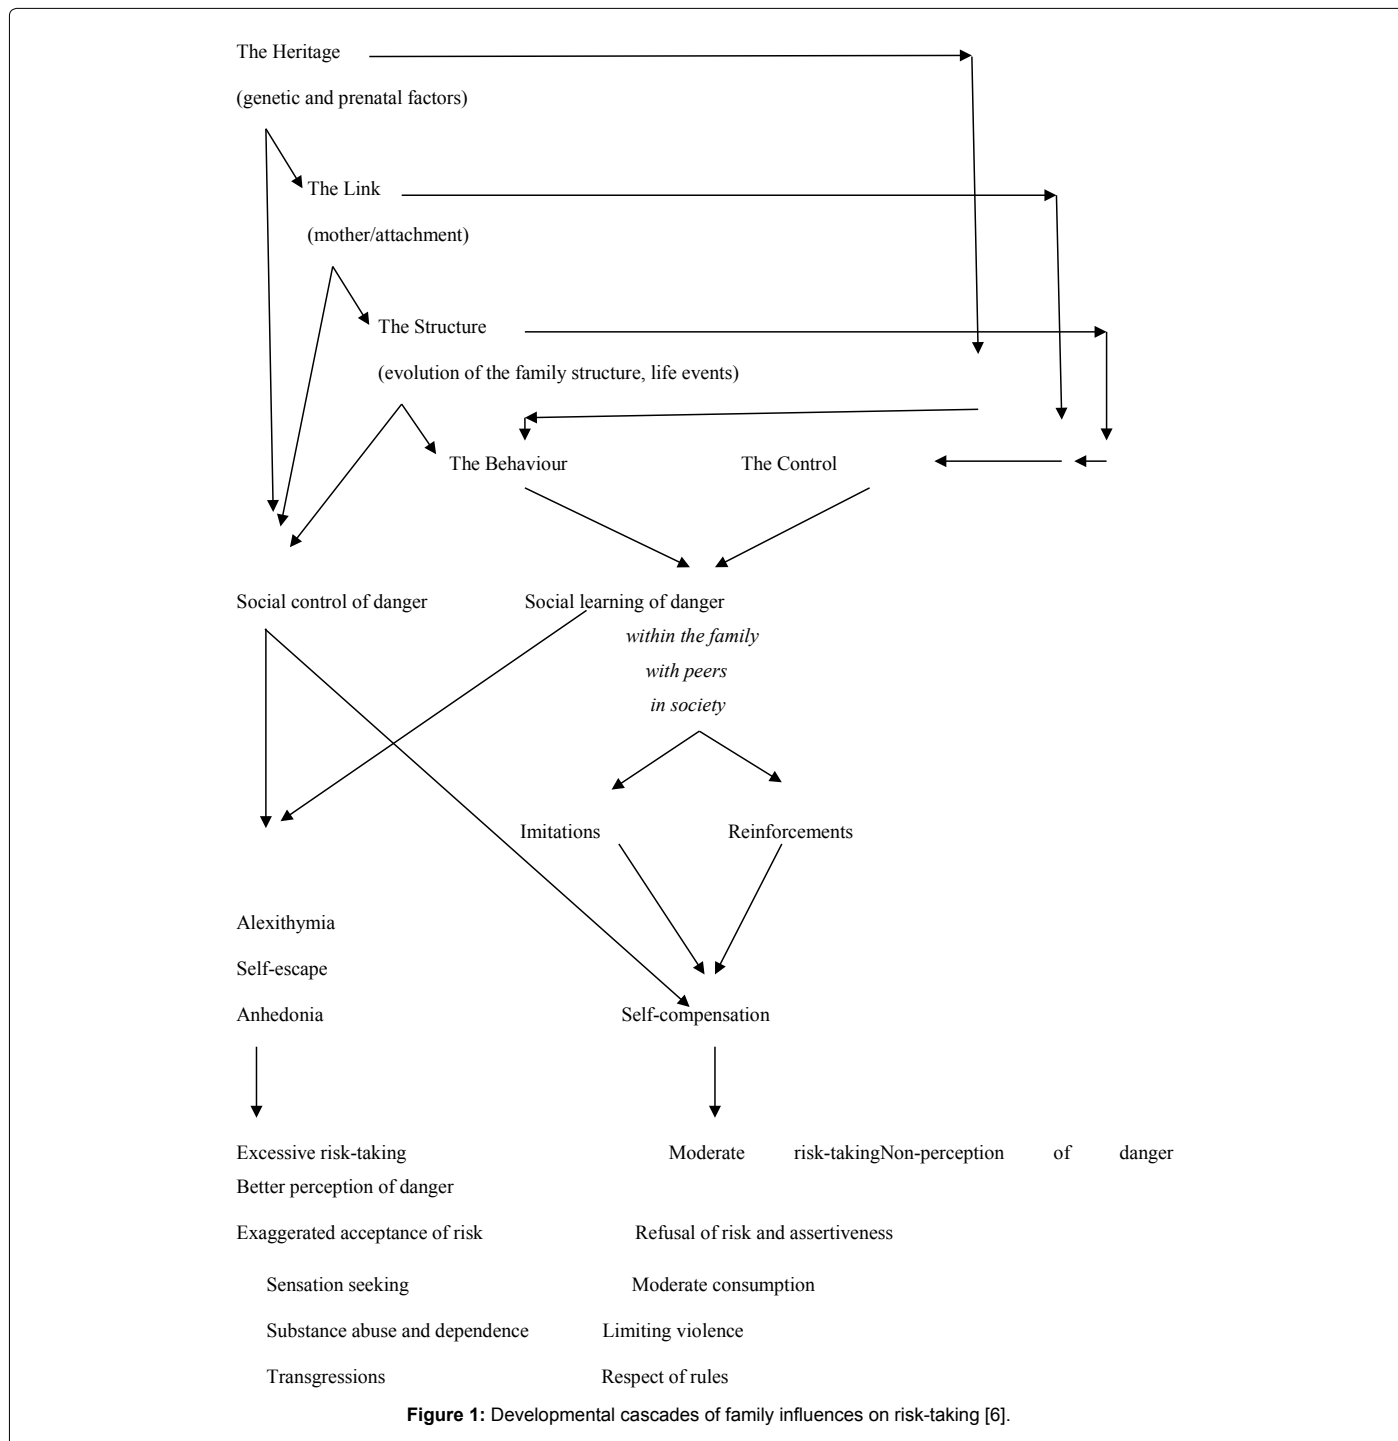 The Heritage
(genetic and prenatal factors)
The Link
(mother/attachment)
The Structure
(evolution of the family structure, life events)
The Behaviour The Control
Social control of danger Social learning of danger
within the family
with peers
in society
Imitations Reinforcements
Alexithymia
Self-escape
Anhedonia Self-compensation
Excessive risk-taking Moderate risk-takingNon-perception of danger
Better perception of danger
Exaggerated acceptance of risk Refusal of risk and assertiveness
Sensation seeking Moderate consumption
Substance abuse and dependence Limiting violence
Transgressions Respect of rules
Figure 1: Developmental cascades of family influences on risk-taking [6].